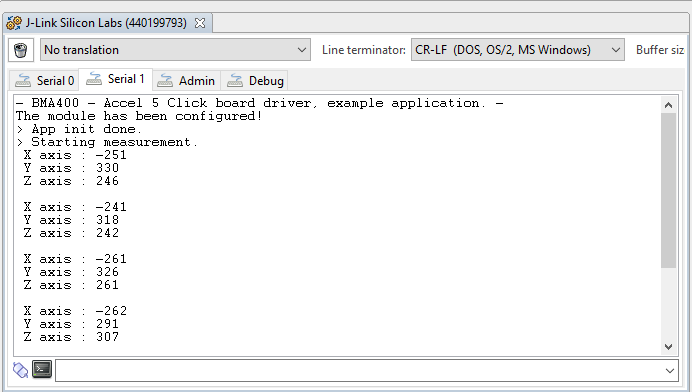 J-Link Silicon Labs (440199793)
No translation
Line terminator:
CR-LF (DOS, OS/2, MS Windows)
Buffer siz
Serial 0
Serial 1
Admin
Debug
- BMA400 - Accel 5 Click board driver, example application. -
The module has been configured!
> App init done.
> Starting measurement.
X axis : -251
Y axis : 330
Z axis : 246
X axis : -241
Y axis : 318
Z axis : 242
X axis : -261
Y axis : 326
Z axis : 261
X axis : -262
Y axis : 291
Z axis : 307